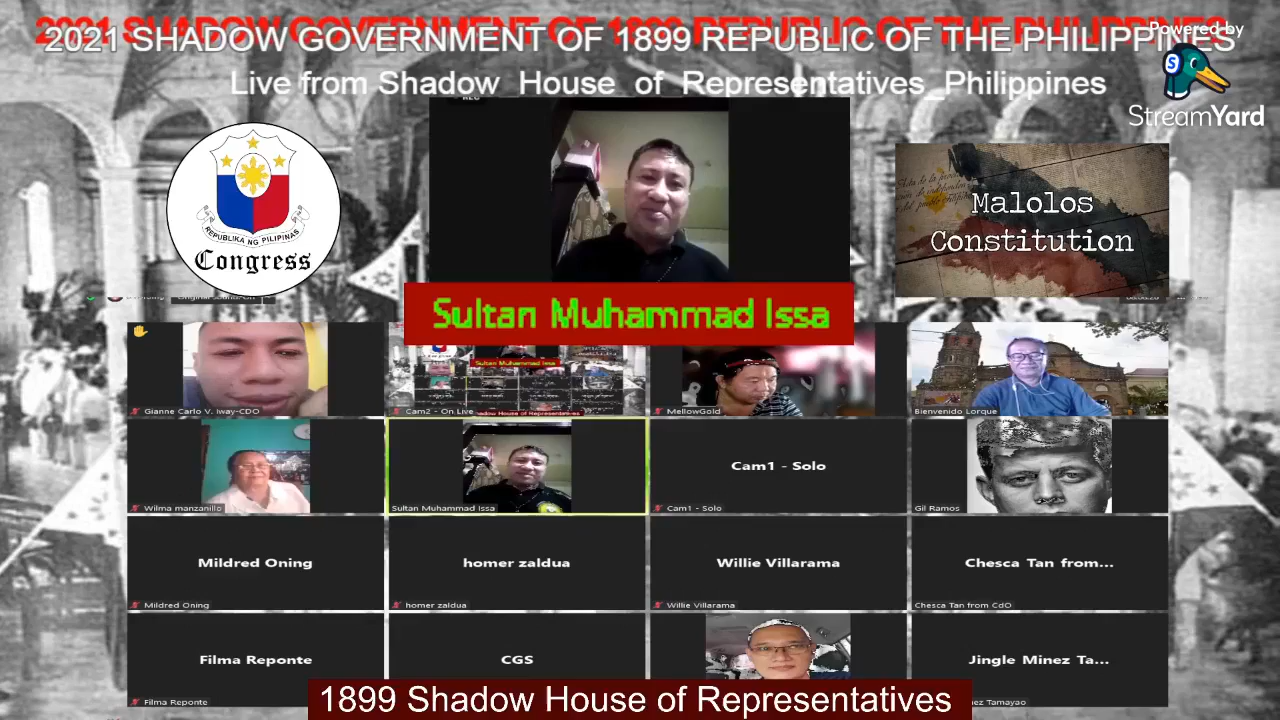 2021 SHADOW GOVERNMENT OF 1899 REPUBLIC OF THE PHILIPPINES
Powered by
StreamYard
Live from Shadow House of Representatives_Philippines
REPUBLIKA NG PILIPINAS
Congress
Malolos
Constitution
Sultan Muhammad Issa
Sultan Muhammad Issa
Gianne Carlo V. Iway-CDO
Cam2 - On Live
MellowGold
Bienvenido Lorque
Cam1 - Solo
Wilma manzanillo
Sultan Muhammad Issa
Cam1 - Solo
Gil Ramos
Mildred Oning
homer zaldua
Willie Villarama
Chesca Tan from...
Mildred Oning
homer zaldua
Willie Villarama
Chesca Tan from CdO
Filma Reponte
CGS
Jingle Minez Ta...
Filma Reponte
Tamayao
1899 Shadow House of Representatives